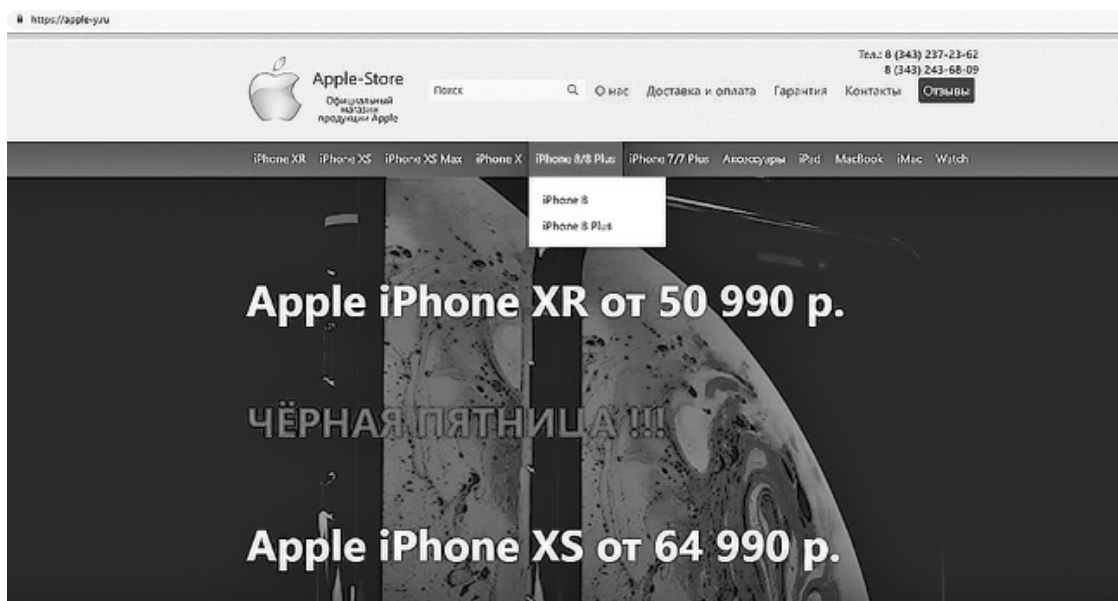 https://apple-y.ru
Тел.: 8 (343) 237-23-62
8 (343) 243-68-09
Apple-Store
Официальный
магазин
продукции Apple
Поиск
О нас Доставка и оплата Гарантия Контакты Отзывы
iPhone XR iPhone XS iPhone XS Max iPhone X iPhone 8/8 Plus iPhone 7/7 Plus Аксессуары iPad MacBook iMac Watch
iPhone 8
iPhone 8 Plus
Apple iPhone XR от 50 990 р.
ЧЁРНАЯ ПЯТНИЦА !!!
Apple iPhone XS от 64 990 р.